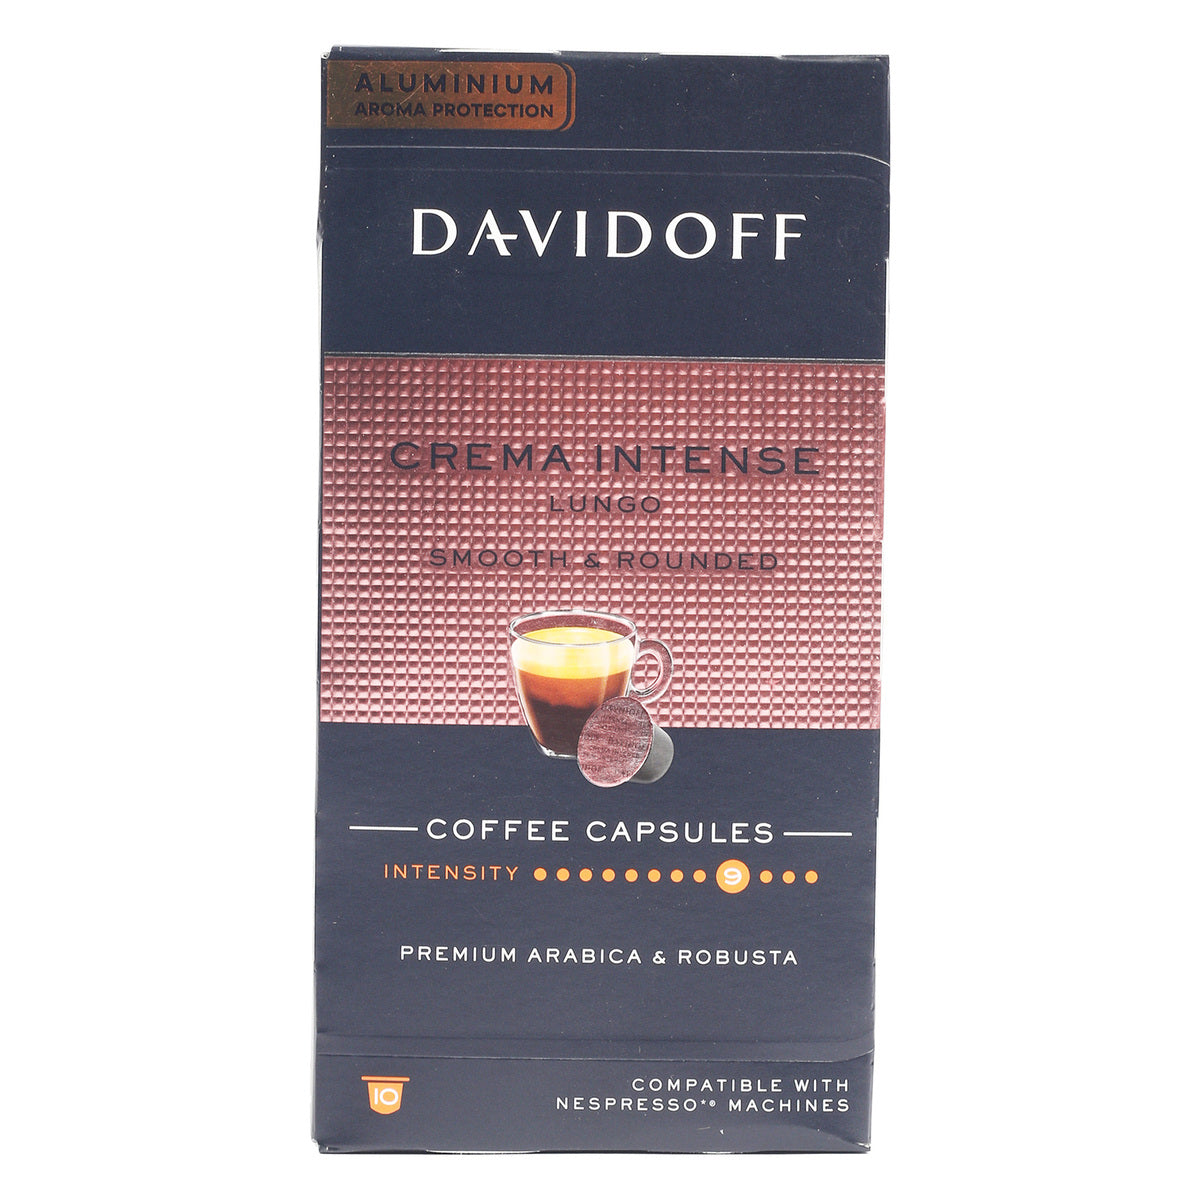 ALUMINIUM
AROMA PROTECTION
DAVIDOFF
CREMA INTENSE
LUNGO
SMOOTH & ROUNDED
DAVIDOFF
COFFEE CAPSULES
INTENSITY 9
PREMIUM ARABICA & ROBUSTA
10
COMPATIBLE WITH
NESPRESSO*® MACHINES